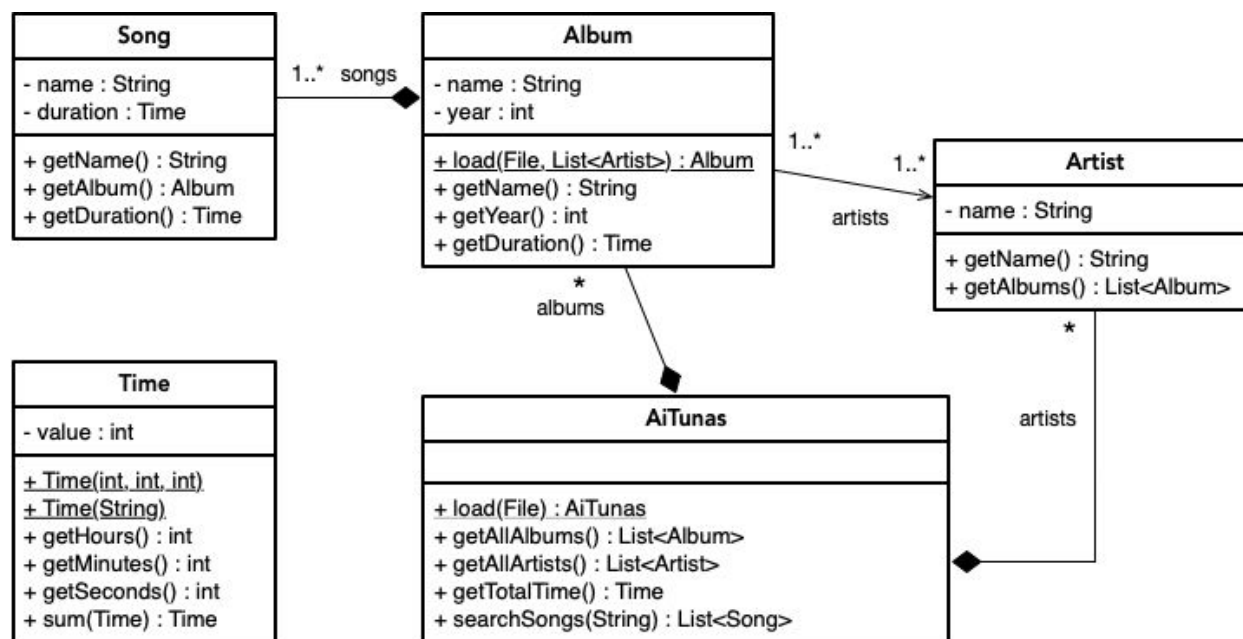 Song
- name : String
- duration : Time
+ getName() : String
+ getAlbum() : Album
+ getDuration() : Time
1..* songs
Album
- name : String
- year : int
+ load(File, List<Artist>) : Album
+ getName() : String
+ getYear() : int
+ getDuration() : Time
1..*
1..*
artists
Artist
- name : String
+ getName() : String
+ getAlbums() : List<Album>
*
albums
*
artists
Time
- value : int
+ Time(int, int, int)
+ Time(String)
+ getHours() : int
+ getMinutes() : int
+ getSeconds() : int
+ sum(Time) : Time
AiTunas
+ load(File) : AiTunas
+ getAllAlbums() : List<Album>
+ getAllArtists() : List<Artist>
+ getTotalTime() : Time
+ searchSongs(String) : List<Song>